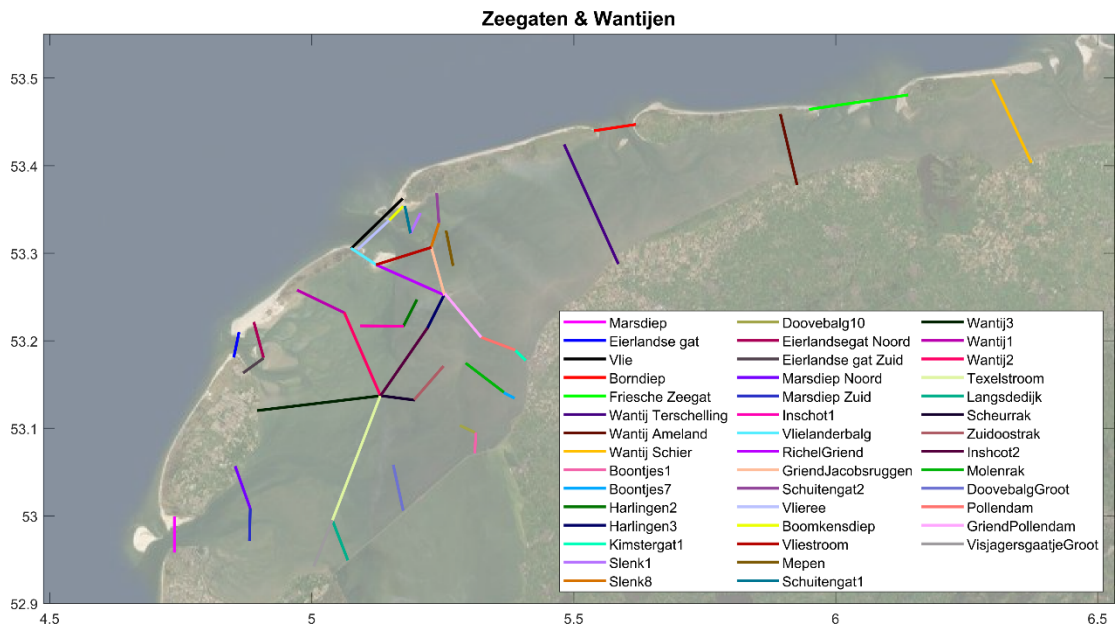 Zeegaten & Wantijen
53.5
53.4
53.3
53.2
53.1
53
52.9
4.5
5
5.5
6
6.5
Marsdiep
Eierlandse gat
Vlie
Borndiep
Friesche Zeegat
Wantij Terschelling
Wantij Ameland
Wantij Schier
Boontjes1
Boontjes7
Harlingen2
Harlingen3
Kimstergat1
Slenk1
Slenk8
Doovebalg10
Eierlandsegat Noord
Eierlandse gat Zuid
Marsdiep Noord
Marsdiep Zuid
Inschot1
Vlielanderbalg
RichelGriend
GriendJacobsruggen
Schuitengat2
Vlieree
Boomkensdiep
Vliestroom
Mepen
Schuitengat1
Wantij3
Wantij1
Wantij2
Texelstroom
Langsdedijk
Scheurrak
Zuidoostrak
Inshcot2
Molenrak
DoovebalgGroot
Pollendam
GriendPollendam
VisjagersgaatjeGroot